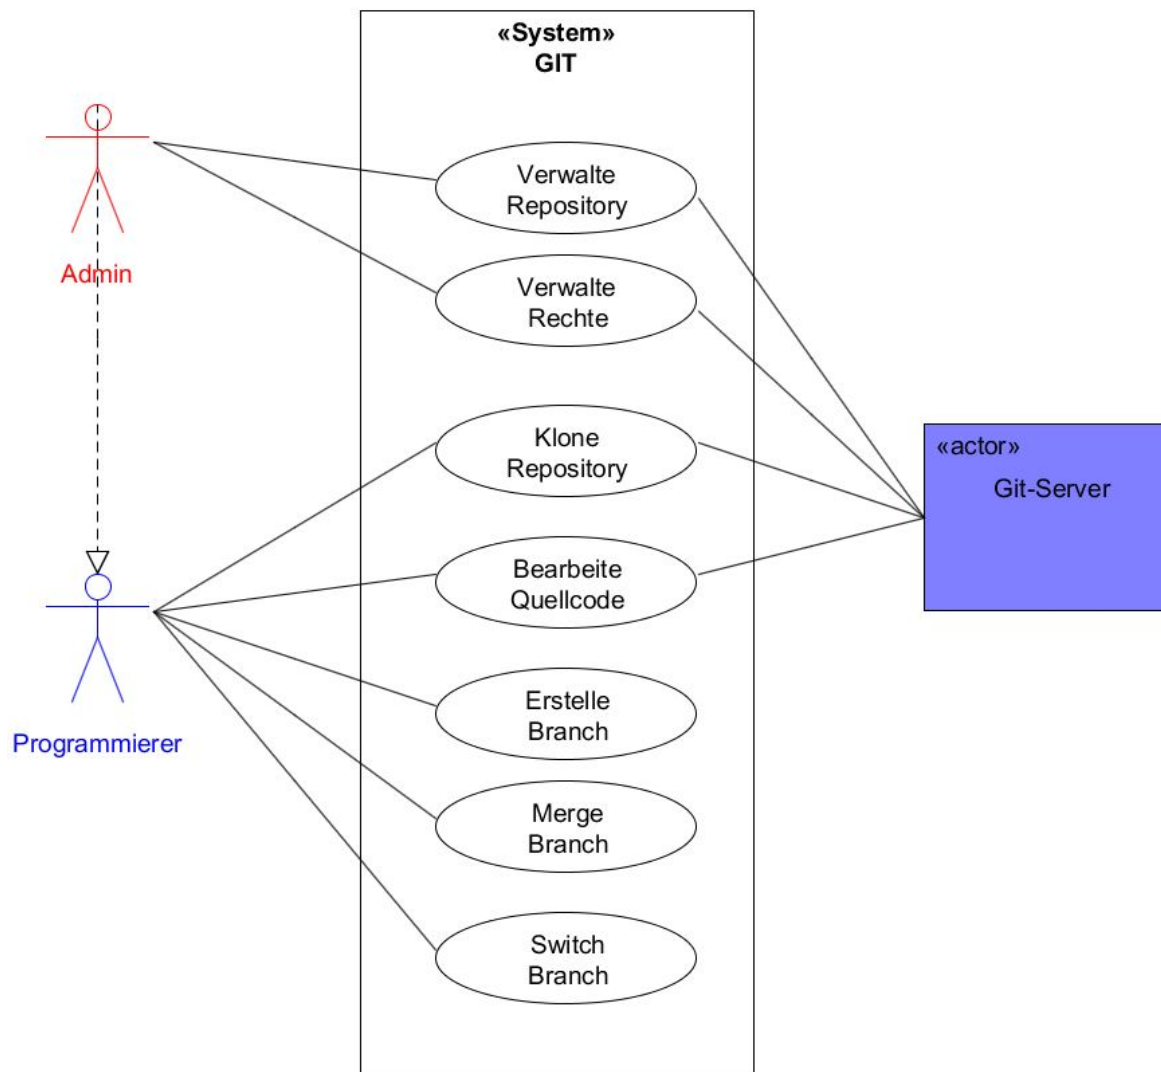 «System»
GIT
Verwalte
Repository
Admin
Verwalte
Rechte
Klone
Repository
«actor»
Git-Server
Bearbeite
Quellcode
Programmierer
Erstelle
Branch
Merge
Branch
Switch
Branch